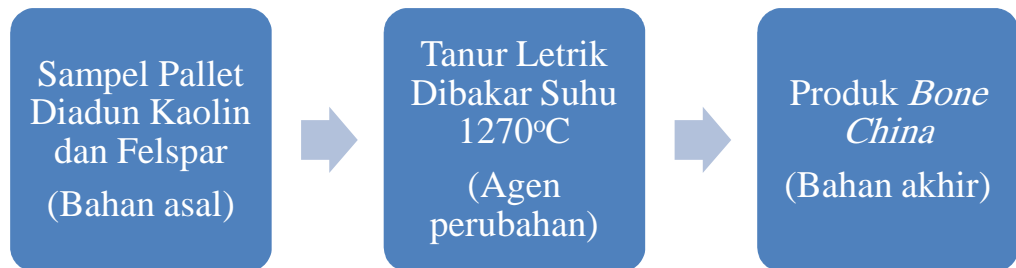 Sampel Pallet
Diadun Kaolin
dan Felspar
(Bahan asal)
Tanur Letrik
Dibakar Suhu
1270°C
(Agen
perubahan)
Produk Bone
China
(Bahan akhir)